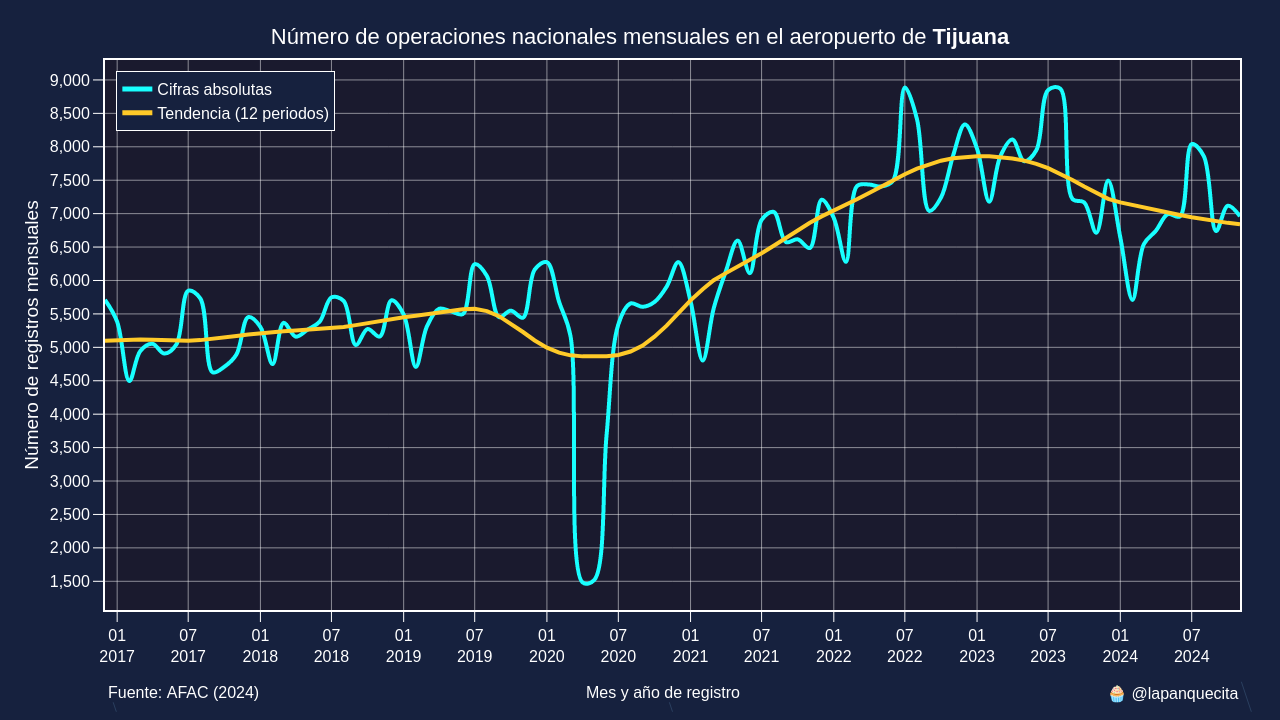 Número de operaciones nacionales mensuales en el aeropuerto de Tijuana
Cifras absolutas
Tendencia (12 periodos)
Número de registros mensuales
9,000
8,500
8,000
7,500
7,000
6,500
6,000
5,500
5,000
4,500
4,000
3,500
3,000
2,500
2,000
1,500
01 07 01 07 01 07 01 07 01 07 01 07 01 07 01 07
2017 2017 2018 2018 2019 2019 2020 2020 2021 2021 2022 2022 2023 2023 2024 2024
Fuente: AFAC (2024) Mes y año de registro 🧁 @lapanquecita